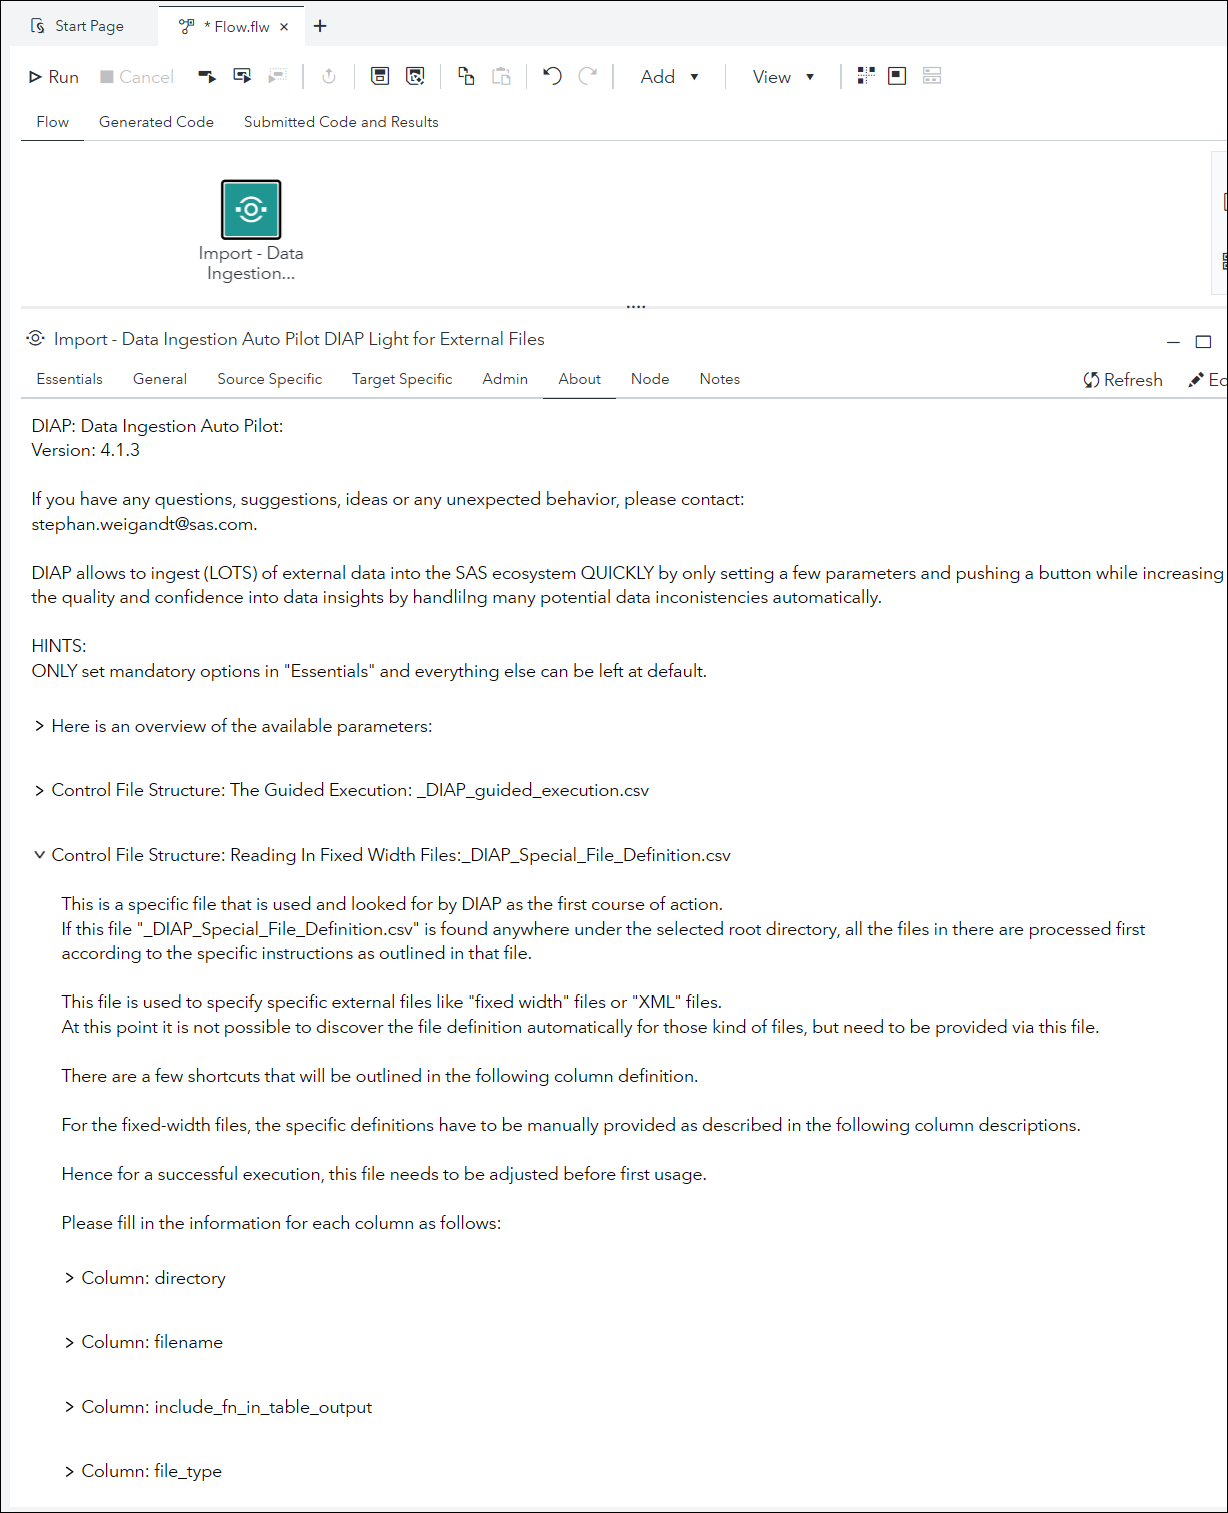 Start Page
* Flow.flw
Run
Cancel
Add
View
Flow
Generated Code
Submitted Code and Results
Import - Data
Ingestion...
Import - Data Ingestion Auto Pilot DIAP Light for External Files
Essentials
General
Source Specific
Target Specific
Admin
About
Node
Notes
Refresh
DIAP: Data Ingestion Auto Pilot:
Version: 4.1.3
If you have any questions, suggestions, ideas or any unexpected behavior, please contact:
stephan.weigandt@sas.com.
DIAP allows to ingest (LOTS) of external data into the SAS ecosystem QUICKLY by only setting a few parameters and pushing a button while increasing
the quality and confidence into data insights by handlilng many potential data inconistencies automatically.
HINTS:
ONLY set mandatory options in "Essentials" and everything else can be left at default.
Here is an overview of the available parameters:
Control File Structure: The Guided Execution: _DIAP_guided_execution.csv
Control File Structure: Reading In Fixed Width Files:_DIAP_Special_File_Definition.csv
This is a specific file that is used and looked for by DIAP as the first course of action.
If this file "_DIAP_Special_File_Definition.csv" is found anywhere under the selected root directory, all the files in there are processed first
according to the specific instructions as outlined in that file.
This file is used to specify specific external files like "fixed width" files or "XML" files.
At this point it is not possible to discover the file definition automatically for those kind of files, but need to be provided via this file.
There are a few shortcuts that will be outlined in the following column definition.
For the fixed-width files, the specific definitions have to be manually provided as described in the following column descriptions.
Hence for a successful execution, this file needs to be adjusted before first usage.
Please fill in the information for each column as follows:
Column: directory
Column: filename
Column: include_fn_in_table_output
Column: file_type